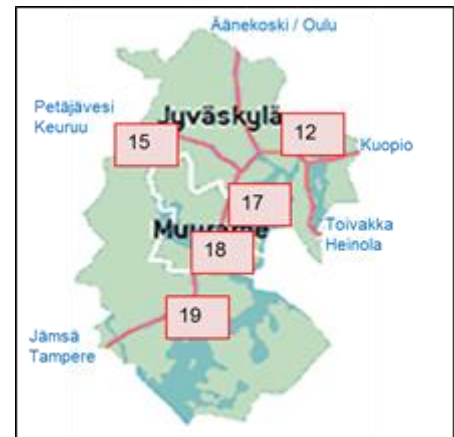 Äänekoski / Oulu
Petäjävesi
Keuruu
Jyväskylä
12
15
Kuopio
17
Toivakka
Heinola
Muurame
18
19
Jämsä
Tampere